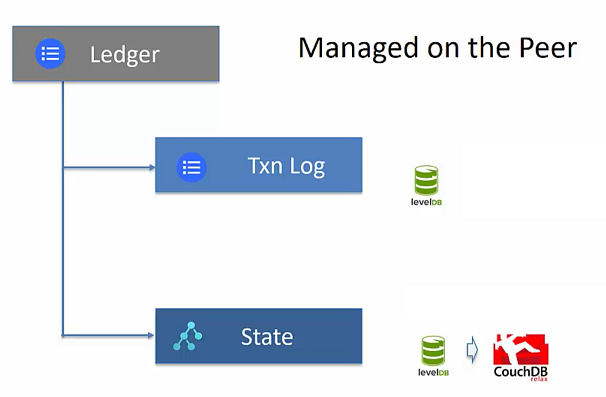 Ledger
Managed on the Peer
Txn Log
levelDB
State
levelDB
CouchDB
relax